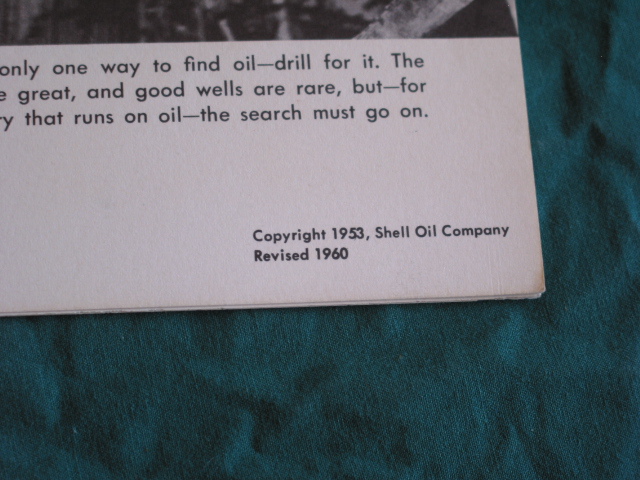 only one way to find oil—drill for it. The
great, and good wells are rare, but—for
that runs on oil—the search must go on.
Copyright 1953, Shell Oil Company
Revised 1960